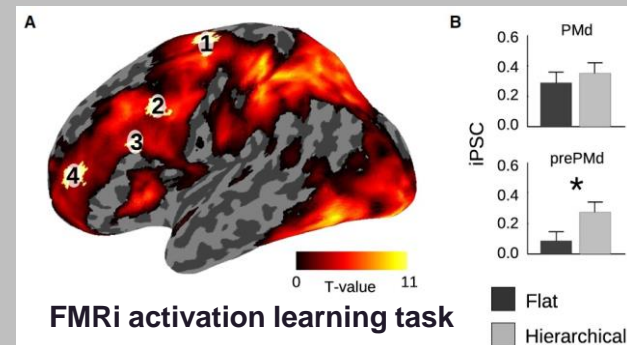 A
1
2
3
4
0 T-value 11
FMRi activation learning task
B
PMd
0.6
0.4
0.2
0.0
iPSC
prePMd
0.6
0.4
0.2
0.0
*
Flat
Hierarchical